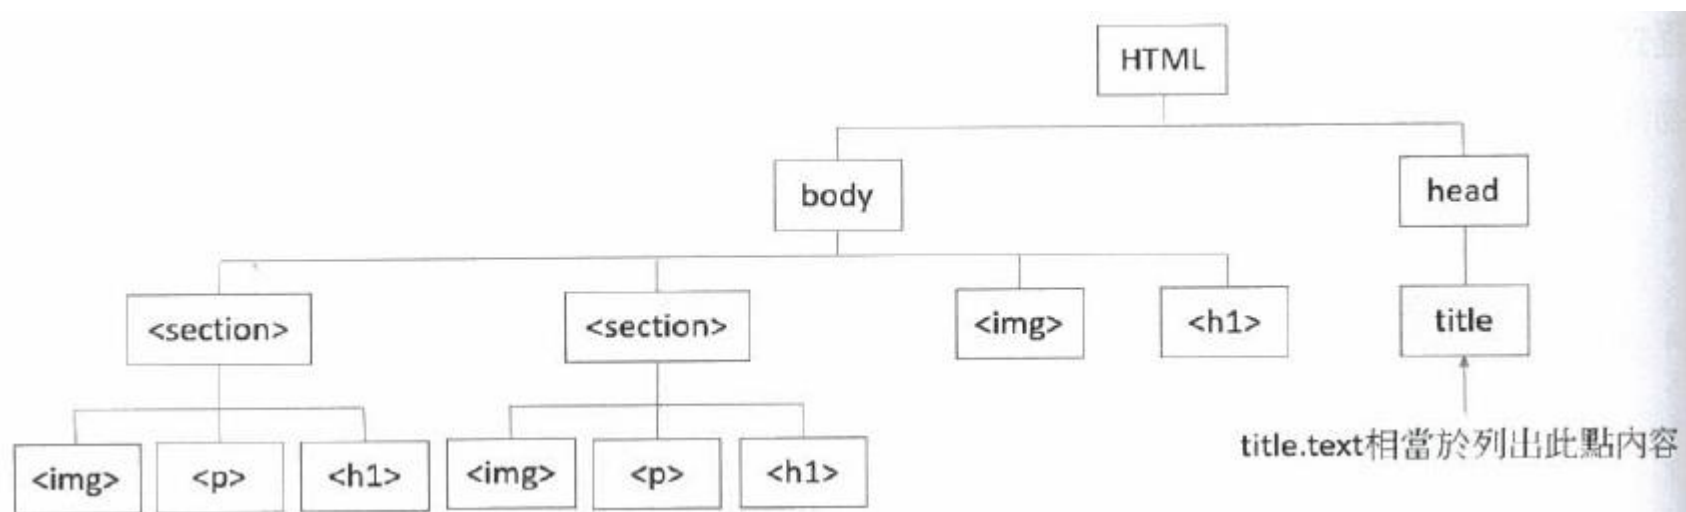 HTML
body
head
<section>
<section>
<img>
<h1>
title
title.text相當於列出此點內容
<img>
<p>
<h1>
<img>
<p>
<h1>